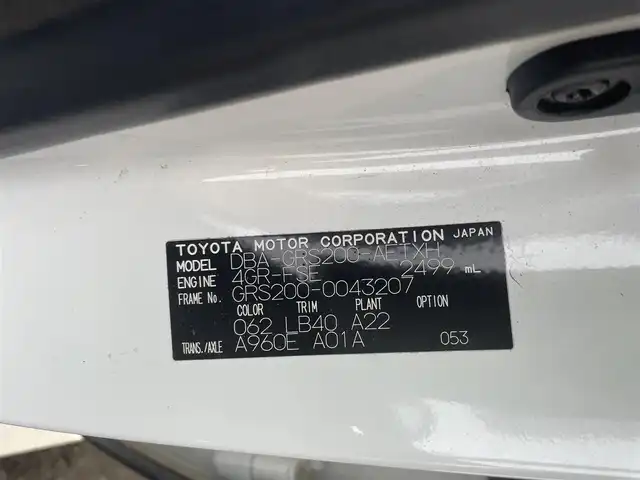 TOYOTA MOTOR CORPORATION JAPAN
MODEL DBA-GRS200-AETXH
ENGINE 4GR-FSE 2499 mL
FRAME No. GRS200-0043207
COLOR TRIM PLANT OPTION
062 LB40 A22
TRANS./AXLE A960E A01A 053